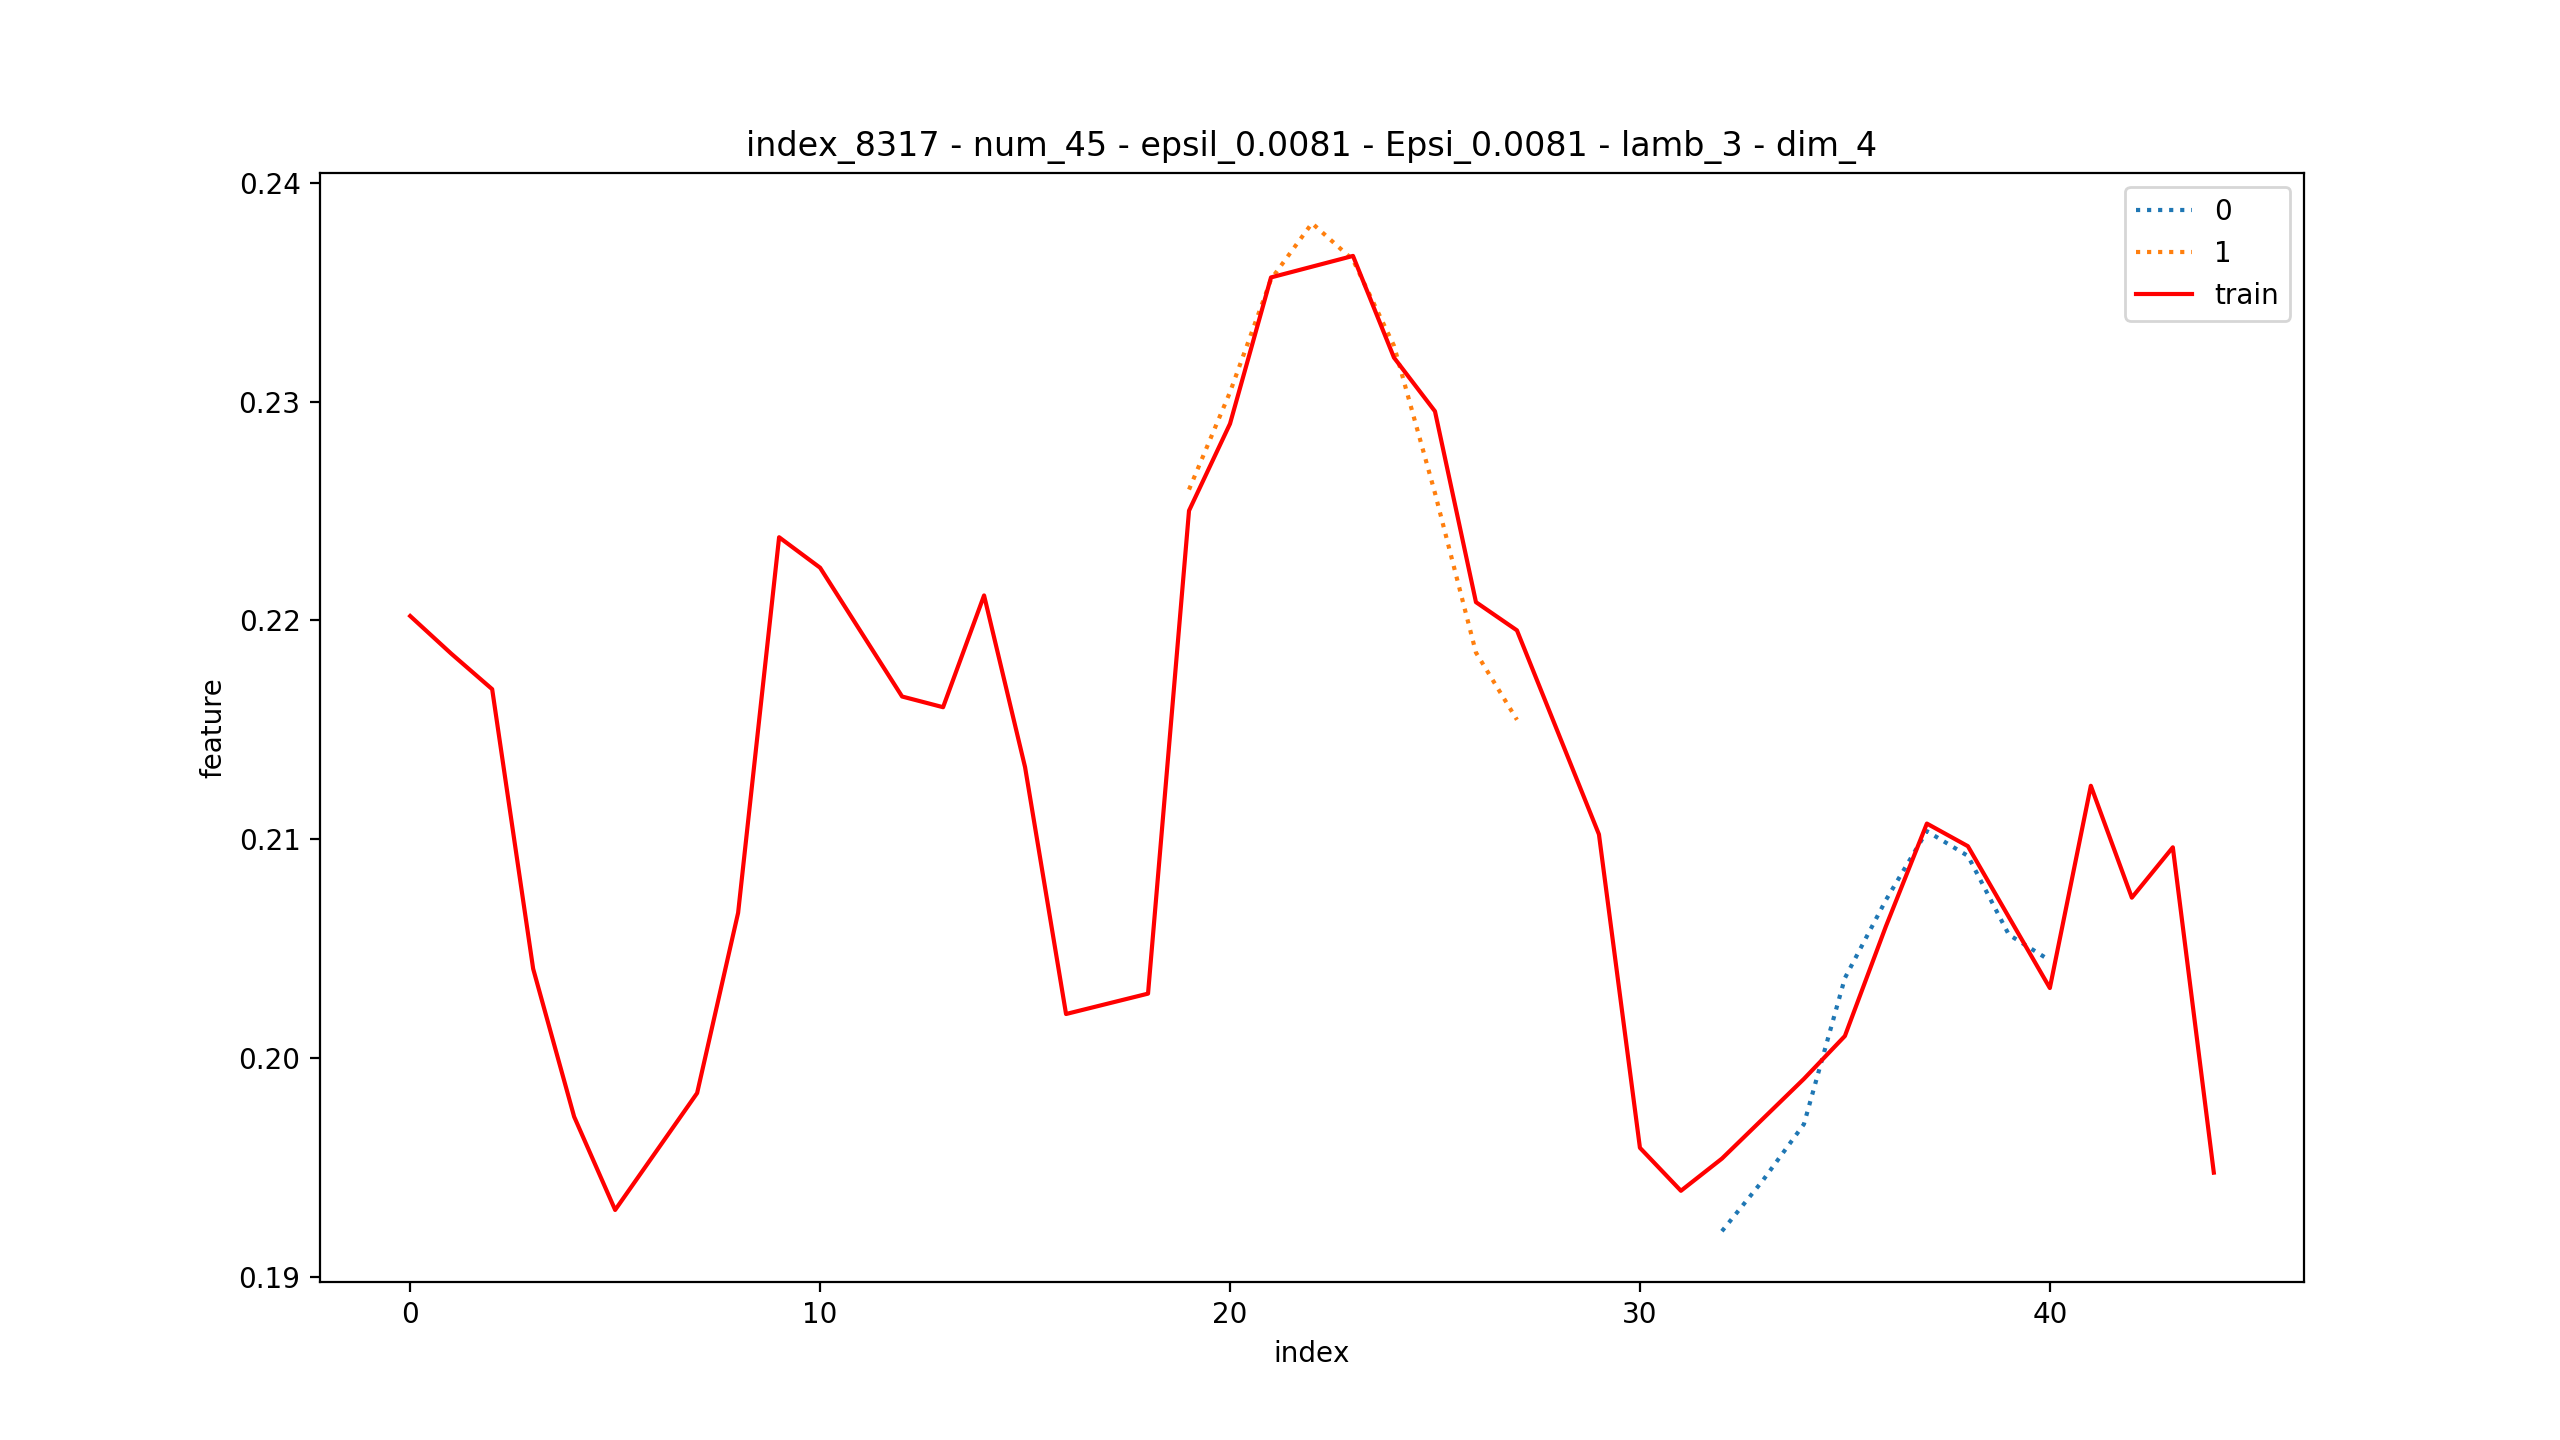 index_8317 - num_45 - epsil_0.0081 - Epsi_0.0081 - lamb_3 - dim_4
0.24
0.23
0.22
0.21
0.20
0.19
feature
0
1
train
0 10 20 30 40
index